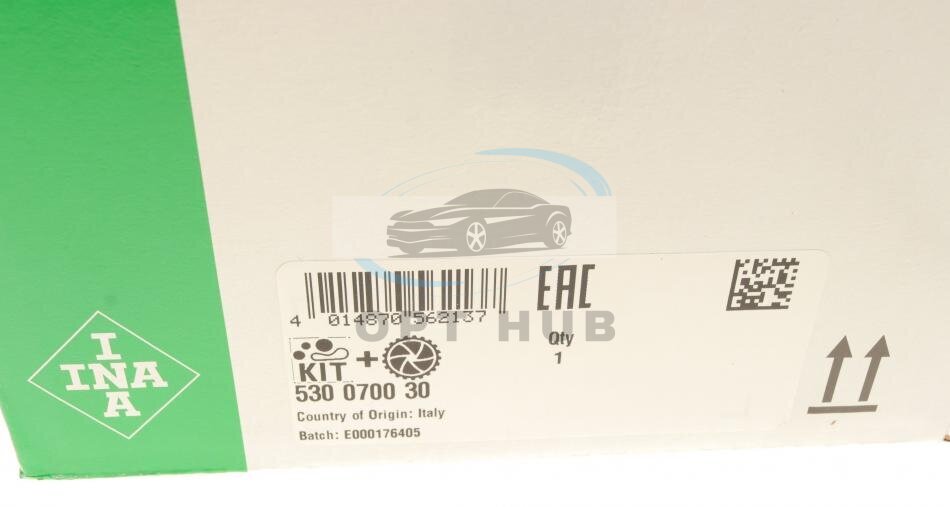 I
INA
A
EAC
4 014870 562137
OPT HUB
Qty
1
KIT +
530 0700 30
Country of Origin: Italy
Batch: E000176405